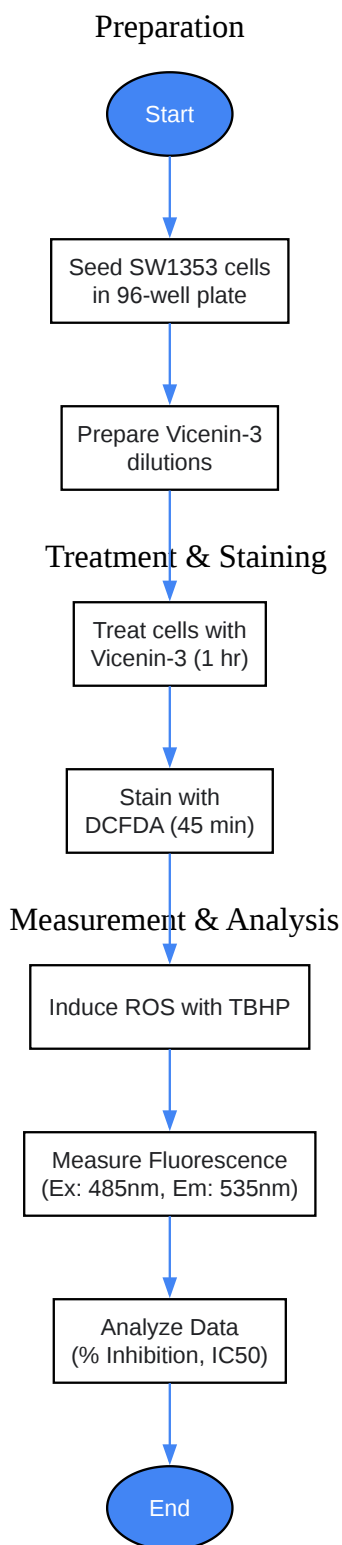 Preparation
Start
Seed SW1353 cells
in 96-well plate
Prepare Vicenin-3
dilutions
Treatment & Staining
Treat cells with
Vicenin-3 (1 hr)
Stain with
DCFDA (45 min)
Measurement & Analysis
Induce ROS with TBHP
Measure Fluorescence
(Ex: 485nm, Em: 535nm)
Analyze Data
(% Inhibition, IC50)
End